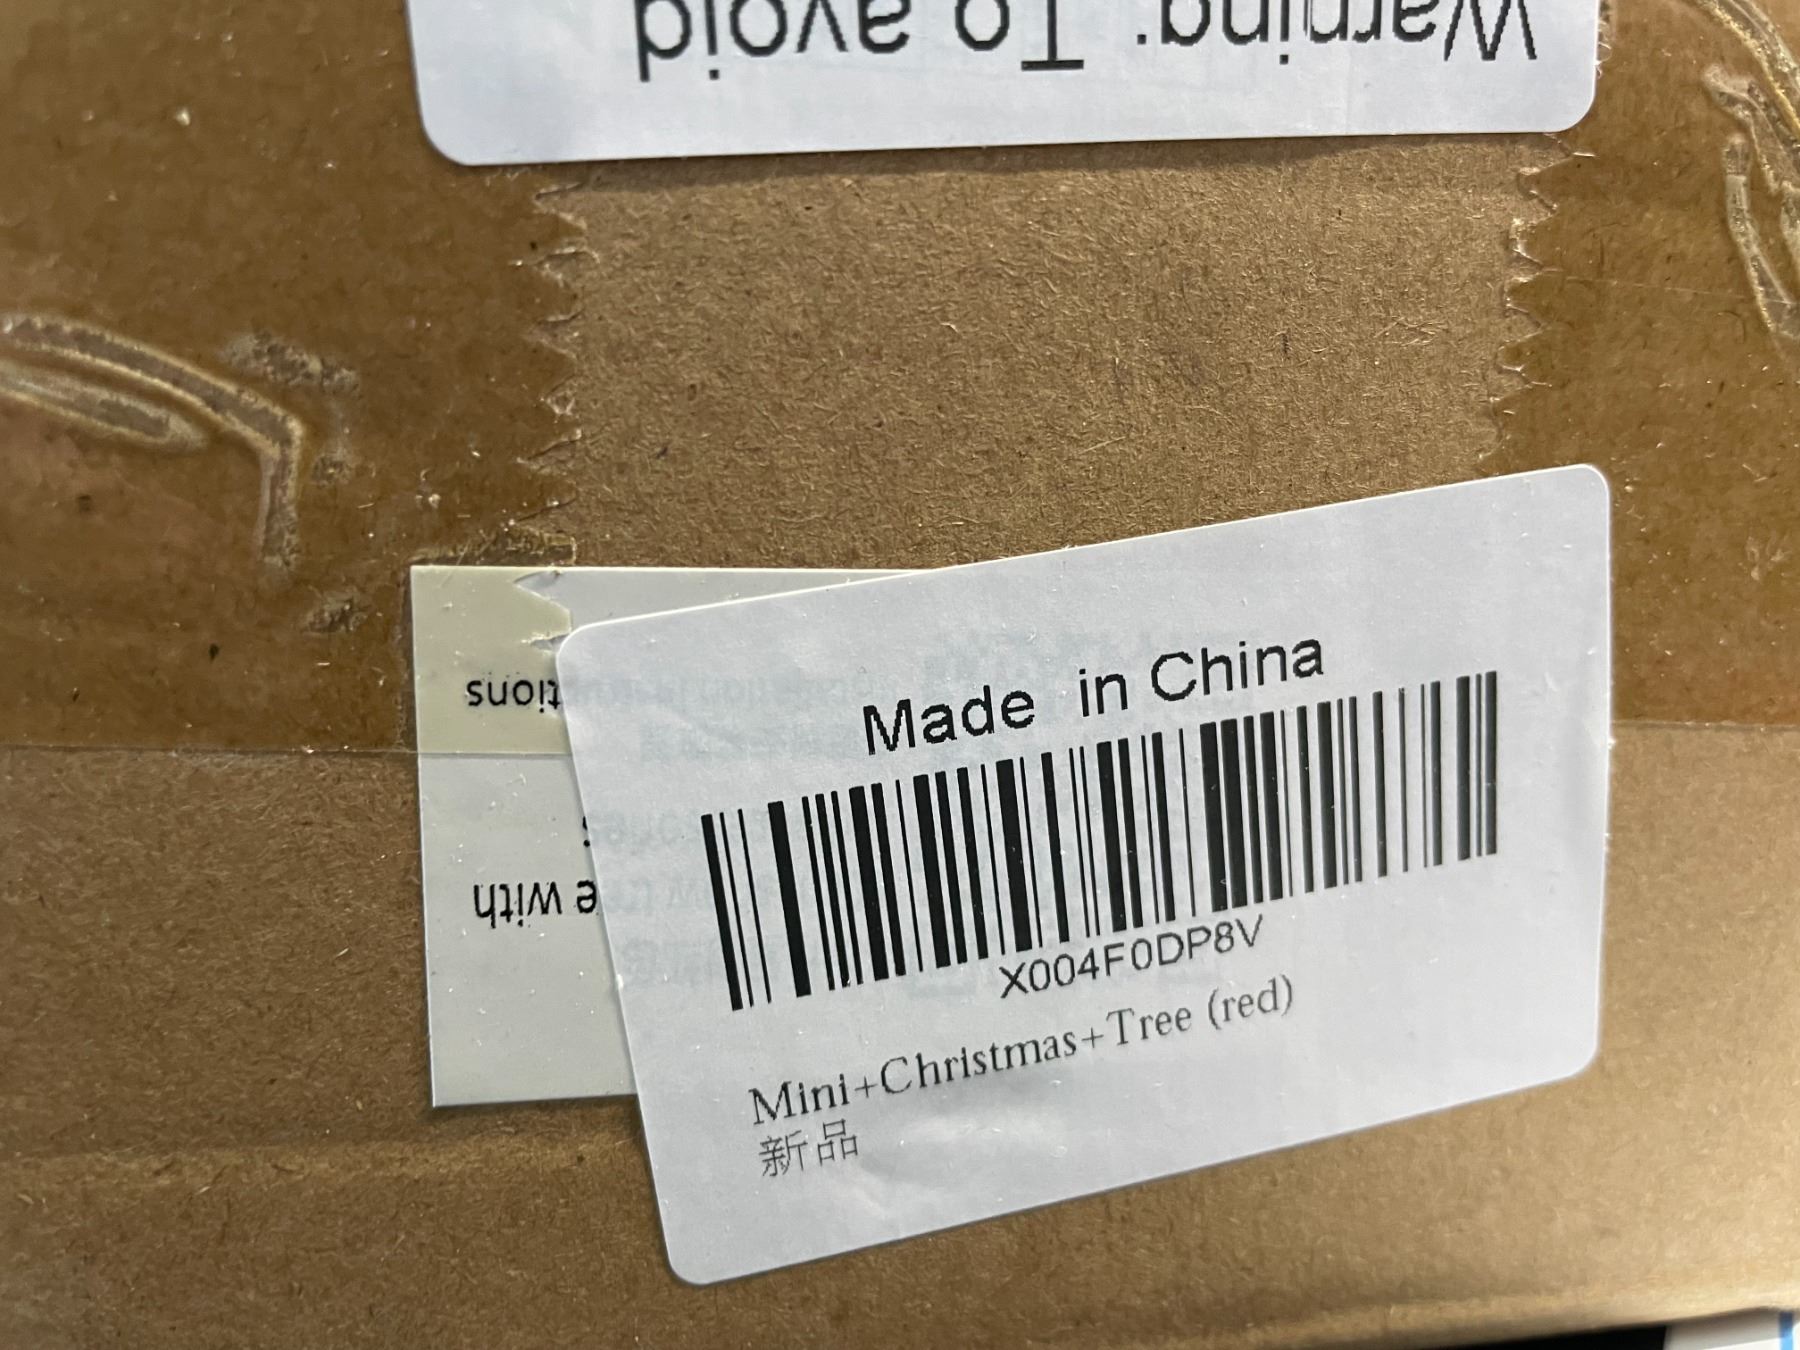 Warning: To avoid
tions
e with
Made in China
X004F0DP8V
Mini+Christmas+Tree (red)
新品